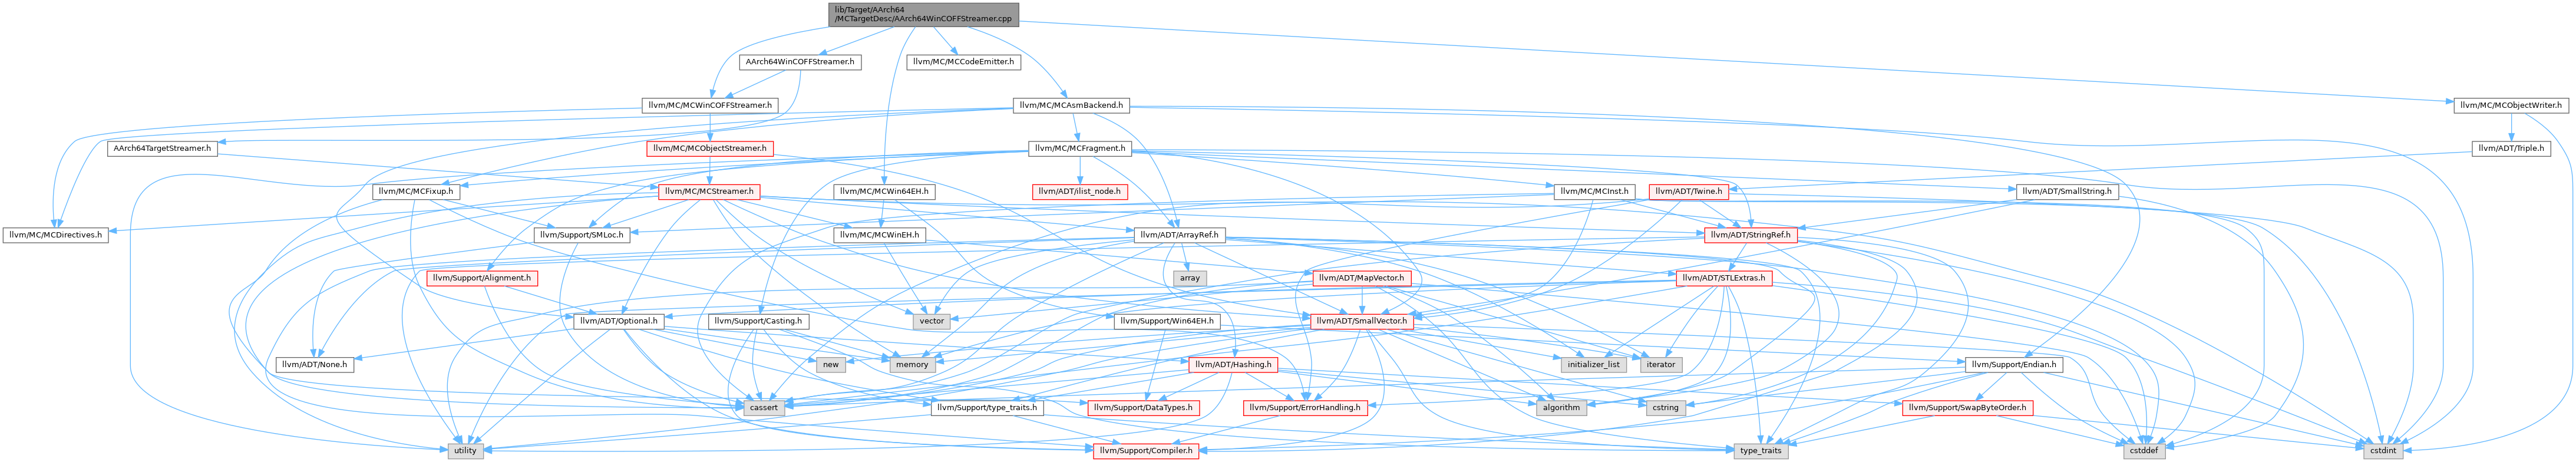 lib/Target/AArch64
/MCTargetDesc/AArch64WinCOFFStreamer.cpp
AArch64WinCOFFStreamer.h
llvm/MC/MCCodeEmitter.h
llvm/MC/MCWinCOFFStreamer.h
llvm/MC/MCAsmBackend.h
llvm/MC/MCObjectWriter.h
AArch64TargetStreamer.h
llvm/MC/MCObjectStreamer.h
llvm/MC/MCFragment.h
llvm/ADT/Triple.h
llvm/MC/MCFixup.h
llvm/MC/MCStreamer.h
llvm/MC/MCWin64EH.h
llvm/ADT/ilist_node.h
llvm/MC/MCInst.h
llvm/ADT/Twine.h
llvm/ADT/SmallString.h
llvm/MC/MCDirectives.h
llvm/Support/SMLoc.h
llvm/MC/MCWinEH.h
llvm/ADT/ArrayRef.h
llvm/ADT/StringRef.h
llvm/Support/Alignment.h
array
llvm/ADT/MapVector.h
llvm/ADT/STLExtras.h
llvm/ADT/Optional.h
llvm/Support/Casting.h
vector
llvm/Support/Win64EH.h
llvm/ADT/SmallVector.h
llvm/ADT/None.h
new
memory
llvm/ADT/Hashing.h
initializer_list
iterator
llvm/Support/Endian.h
cassert
llvm/Support/type_traits.h
llvm/Support/DataTypes.h
llvm/Support/ErrorHandling.h
algorithm
cstring
llvm/Support/SwapByteOrder.h
utility
llvm/Support/Compiler.h
type_traits
cstddef
cstdint